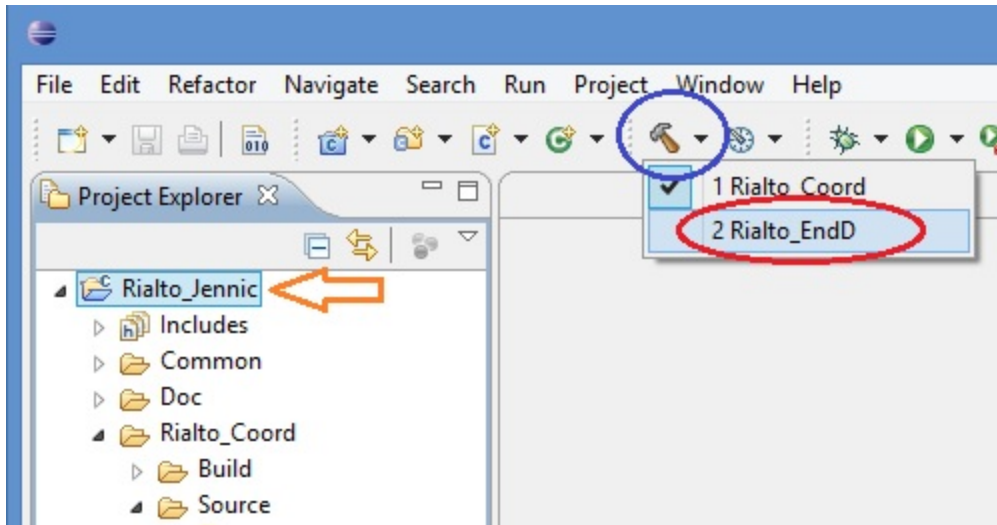 File Edit Refactor Navigate Search Run Project Window Help
010
Project Explorer
1 Rialto_Coord
2 Rialto_EndD
Rialto_Jennic
Includes
Common
Doc
Rialto_Coord
Build
Source